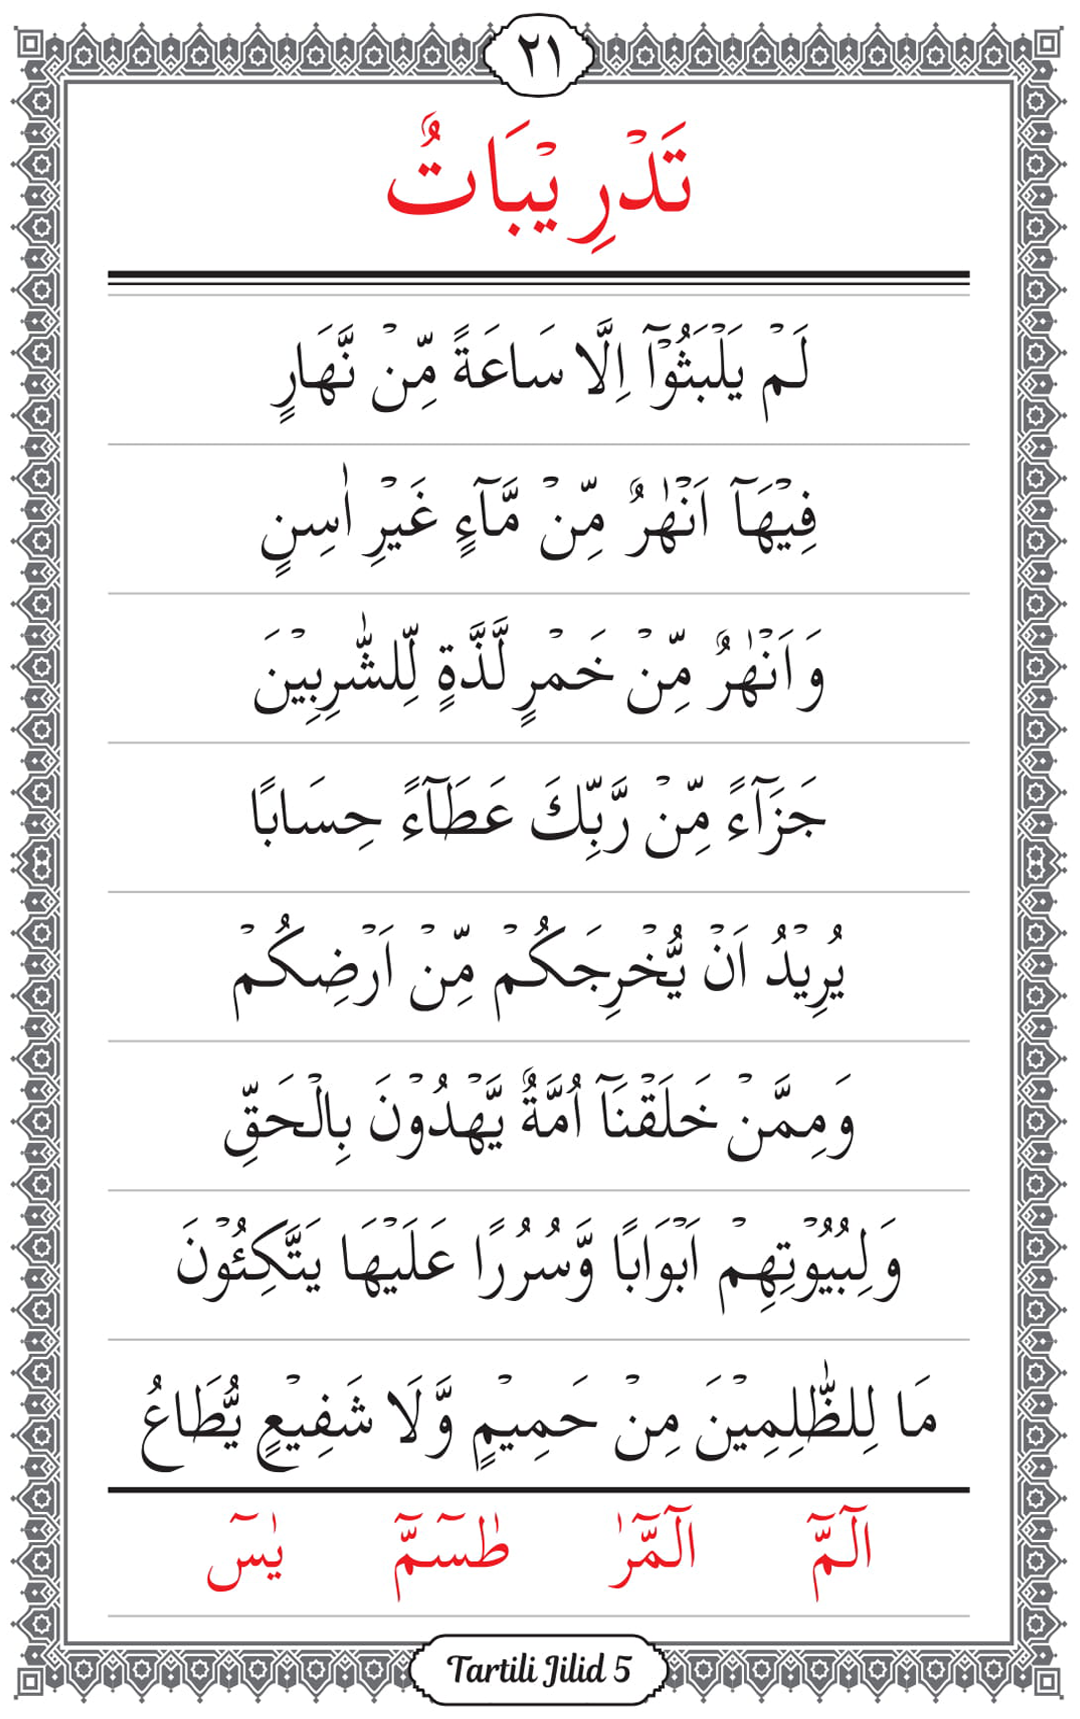 ٢١
تَدْرِيْبَاتٌ
لَمْ يَلْبَثُوْٓا اِلَّا سَاعَةً مِّنْ نَّهَارٍ
فِيْهَآ اَنْهٰرٌ مِّنْ مَّآءٍ غَيْرِ اٰسِنٍ
وَاَنْهٰرٌ مِّنْ خَمْرٍ لَّذَّةٍ لِّلشّٰرِبِيْنَ
جَزَآءً مِّنْ رَّبِّكَ عَطَآءً حِسَابًا
يُرِيْدُ اَنْ يُّخْرِجَكُمْ مِّنْ اَرْضِكُمْ
وَمِمَّنْ خَلَقْنَآ اُمَّةٌ يَّهْدُوْنَ بِالْحَقِّ
وَلِبُيُوْتِهِمْ اَبْوَابًا وَّسُرُرًا عَلَيْهَا يَتَّكِئُوْنَ
مَا لِلظّٰلِمِيْنَ مِنْ حَمِيْمٍ وَّلَا شَفِيْعٍ يُّطَاعُ
الٓمّٓ الٓمّٓرٰ طٰسٓمّٓ يٰسٓ
Tartili Jilid 5